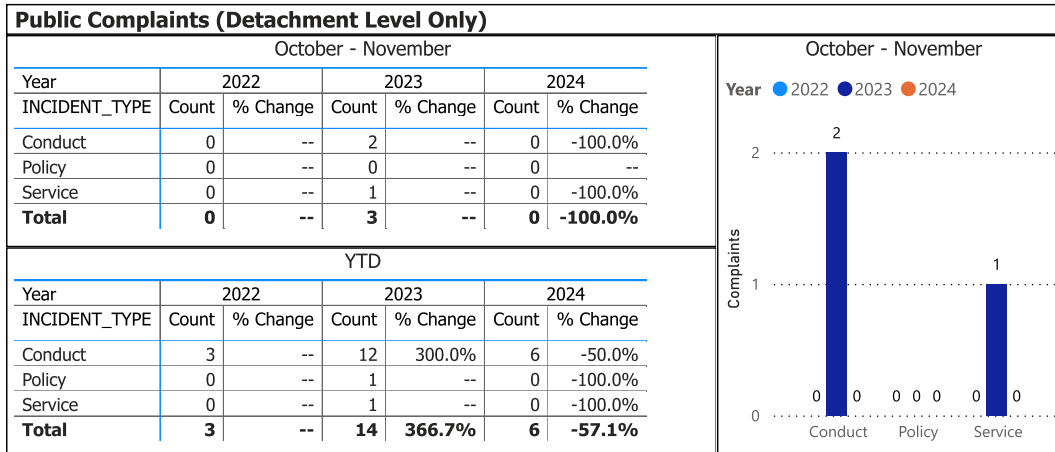 Public Complaints (Detachment Level Only)
October - November
Year 2022 2023 2024
INCIDENT_TYPE Count % Change Count % Change Count % Change
Conduct 0 -- 2 -- 0 -100.0%
Policy 0 -- 0 -- 0 --
Service 0 -- 1 -- 0 -100.0%
Total 0 -- 3 -- 0 -100.0%
YTD
Year 2022 2023 2024
INCIDENT_TYPE Count % Change Count % Change Count % Change
Conduct 3 -- 12 300.0% 6 -50.0%
Policy 0 -- 1 -- 0 -100.0%
Service 0 -- 1 -- 0 -100.0%
Total 3 -- 14 366.7% 6 -57.1%
October - November
Year 2022 2023 2024
Complaints
2
2
1
1
0
0 0 0 0 0 0 0
Conduct Policy Service